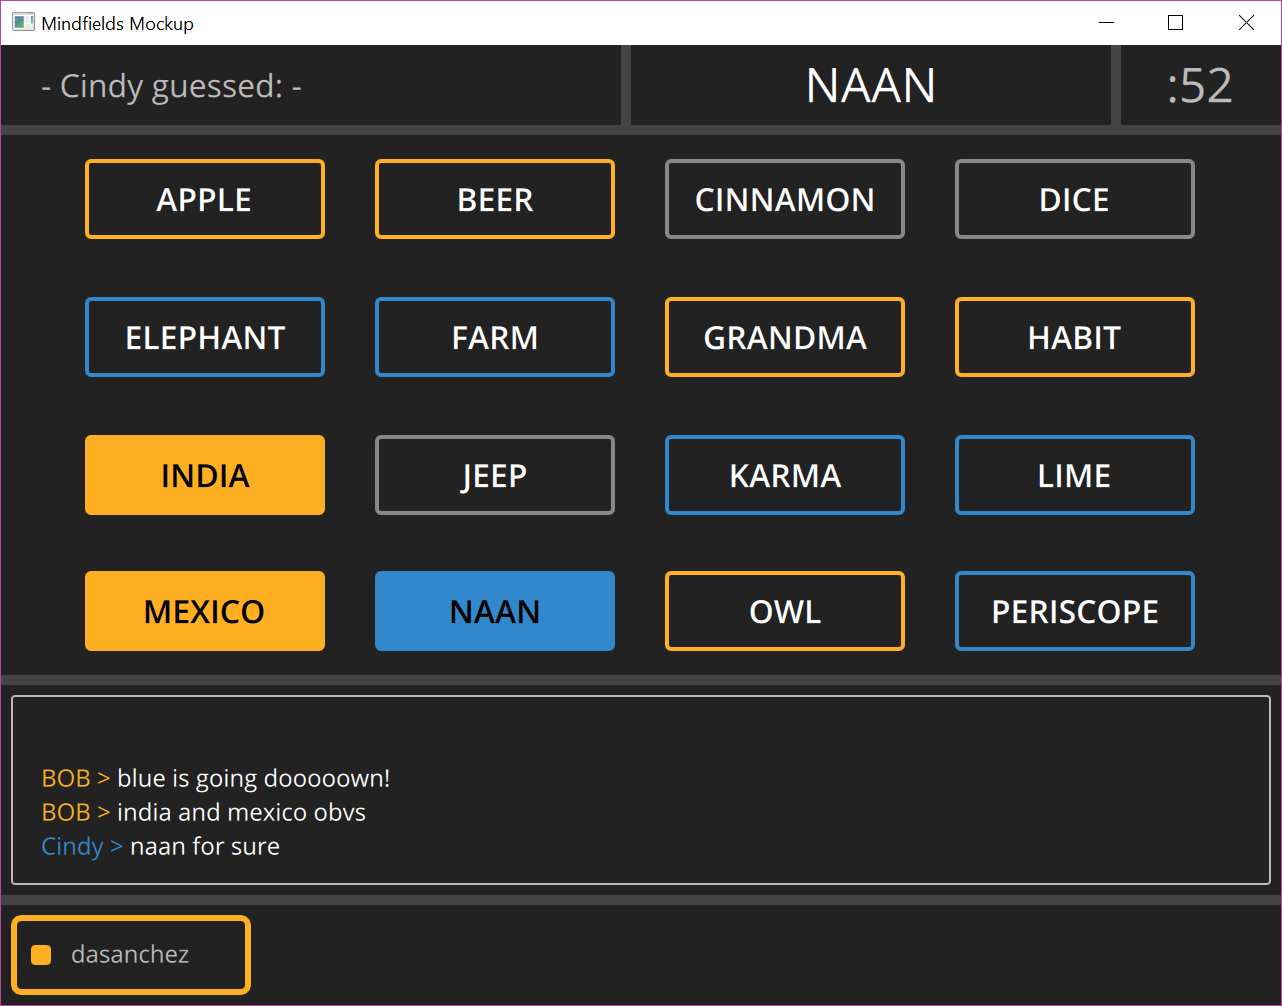 Mindfields Mockup
- Cindy guessed: -
NAAN
:52
APPLE
BEER
CINNAMON
DICE
ELEPHANT
FARM
GRANDMA
HABIT
INDIA
JEEP
KARMA
LIME
MEXICO
NAAN
OWL
PERISCOPE
BOB > blue is going dooooown!
BOB > india and mexico obvs
Cindy > naan for sure
dasanchez